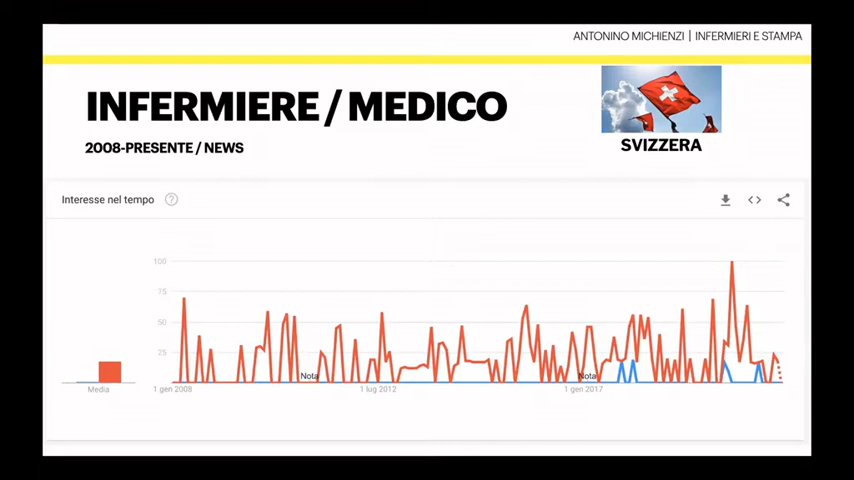 ANTONINO MICHIENZI | INFERMIERI E STAMPA
INFERMIERE / MEDICO
2008-PRESENTE / NEWS
SVIZZERA
Interesse nel tempo ?
100
75
50
25
Nota
Nota
Media
1 gen 2008
1 lug 2012
1 gen 2017